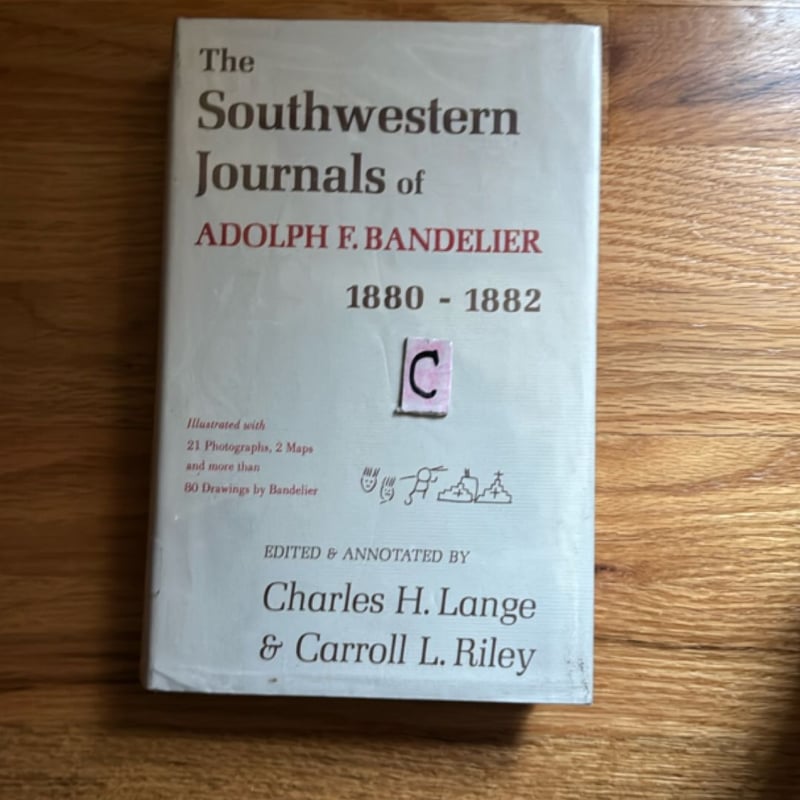 The
Southwestern
Journals of
ADOLPH F. BANDELIER
1880 - 1882
C
Illustrated with
21 Photographs, 2 Maps
and more than
80 Drawings by Bandelier
EDITED & ANNOTATED BY
Charles H. Lange
& Carroll L. Riley